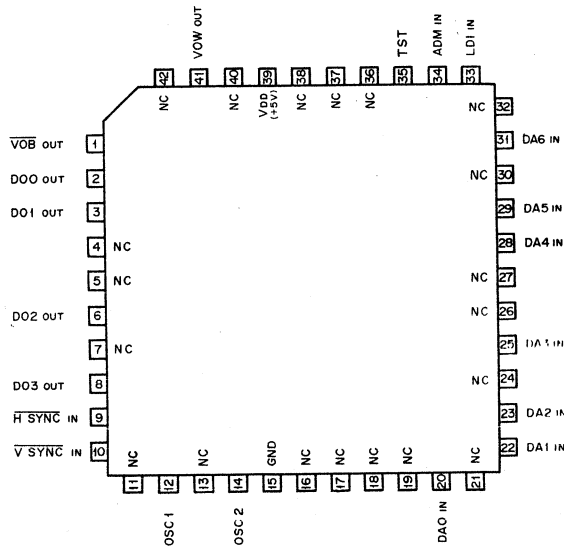 VOW OUT
TST
ADM IN
LDI IN
42 41 40 39 38 37 36 35 34 33
NC NC VDD (+5V) NC NC NC
NC 32
VOB OUT 1
31 DA6 IN
DO0 OUT 2
NC 30
DO1 OUT 3
29 DA5 IN
4 NC
28 DA4 IN
5 NC
NC 27
DO2 OUT 6
NC 26
7 NC
25 DA3 IN
DO3 OUT 8
NC 24
H SYNC IN 9
23 DA2 IN
V SYNC IN 10
22 DA1 IN
NC NC GND NC NC NC NC NC
11 12 13 14 15 16 17 18 19 20 21
OSC 1
OSC 2
DA0 IN